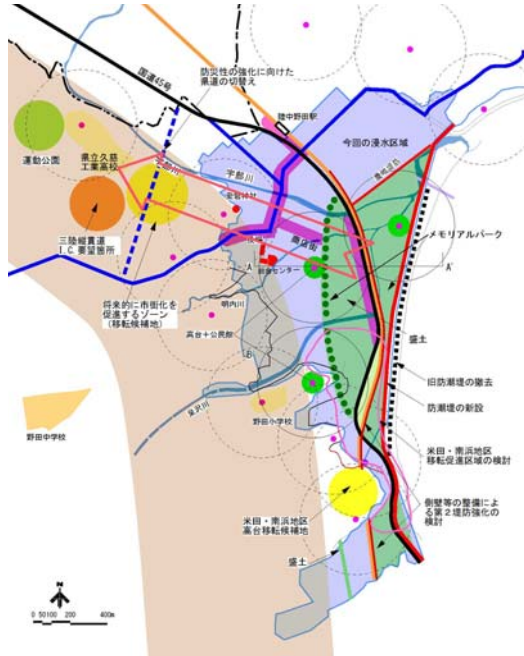 防災性の強化に向けた
県道の切替え
国道45号
陸中野田駅
今回の浸水区域
運動公園
県立久慈
工業高校
宇部川
三陸縦貫道
I.C.要望箇所
商店街
メモリアルパーク
A
A'
将来的に市街化を
促進するゾーン
(移転候補地)
明内川
高台+公民館
B
盛土
旧防潮堤の撤去
防潮堤の新設
泉沢川
野田小学校
野田中学校
米田・南浜地区
移転促進区域の検討
米田・南浜地区
高台移転候補地
側壁等の整備によ
る第2堤防強化の
検討
盛土
N
0 50100 200 400m